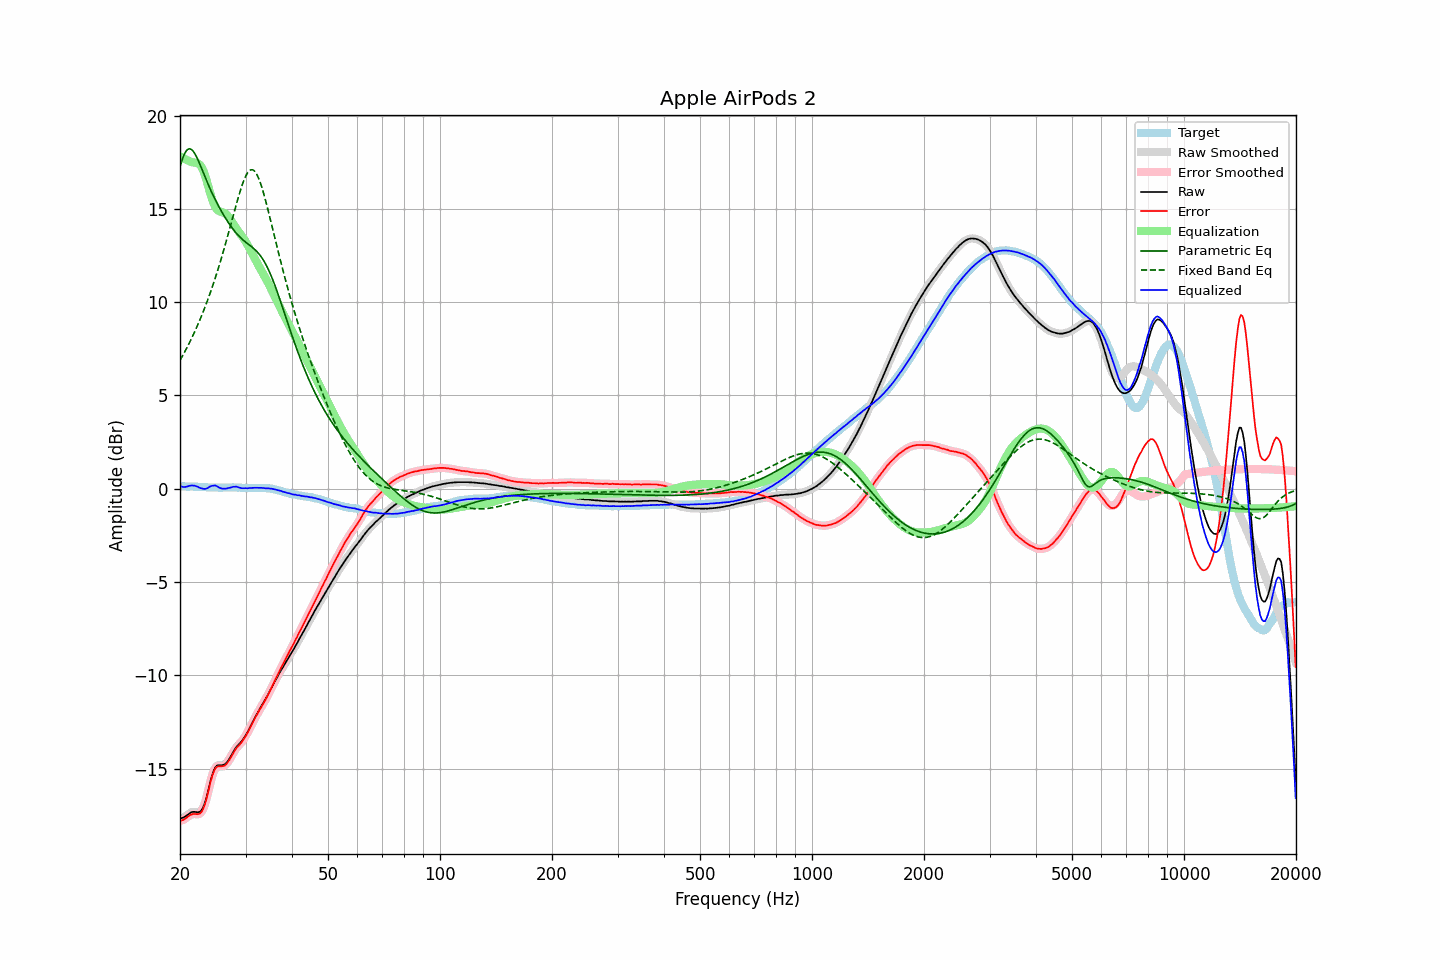 Apple AirPods 2
20
15
10
5
0
−5
−10
−15
Amplitude (dBr)
Target
Raw Smoothed
Error Smoothed
Raw
Error
Equalization
Parametric Eq
Fixed Band Eq
Equalized
20 50 100 200 500 1000 2000 5000 10000 20000
Frequency (Hz)